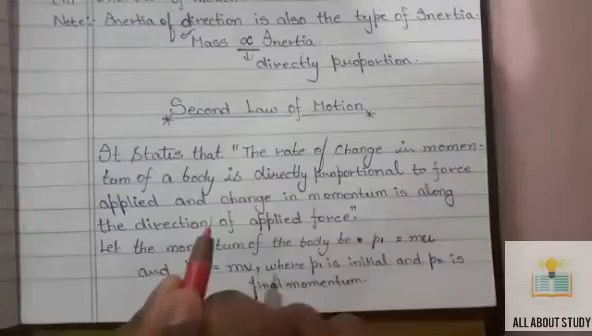 Note:- Inertia of direction is also the type of Inertia.
Mass ∝ Inertia
↓ directly proportion.
Second Law of Motion
It states that "The rate of change in momen-
tum of a body is directly proportional to force
applied and change in momentum is along
the direction of applied force".
Let the tum of the body be p₁ = mu
and = mv, where p₁ is initial and p₂ is
final momentum.
ALL ABOUT STUDY